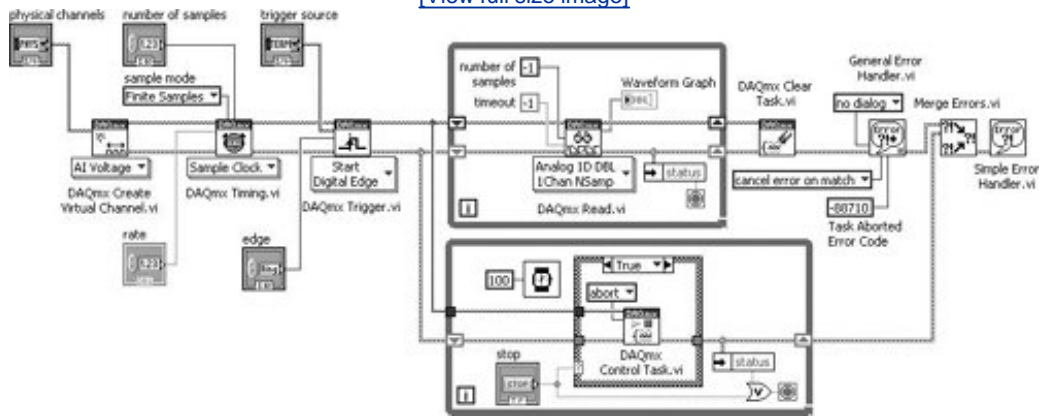 [View full size image]
physical channels
number of samples
trigger source
sample mode
Finite Samples
AI Voltage
DAQmx Create
Virtual Channel.vi
Sample Clock
DAQmx Timing.vi
Start
Digital Edge
DAQmx Trigger.vi
rate
edge
number of
samples
-1
timeout
-1
Waveform Graph
Analog 1D DBL
1Chan NSamp
DAQmx Read.vi
status
i
DAQmx Clear
Task.vi
General Error
Handler.vi
no dialog
Merge Errors.vi
cancel error on match
-88710
Task Aborted
Error Code
Simple Error
Handler.vi
True
100
abort
DAQmx
Control Task.vi
stop
STOP
status
i